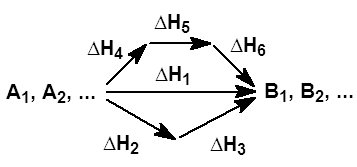 ΔH₅
ΔH₄ ΔH₆
ΔH₁
A₁, A₂, ... B₁, B₂, ...
ΔH₂ ΔH₃